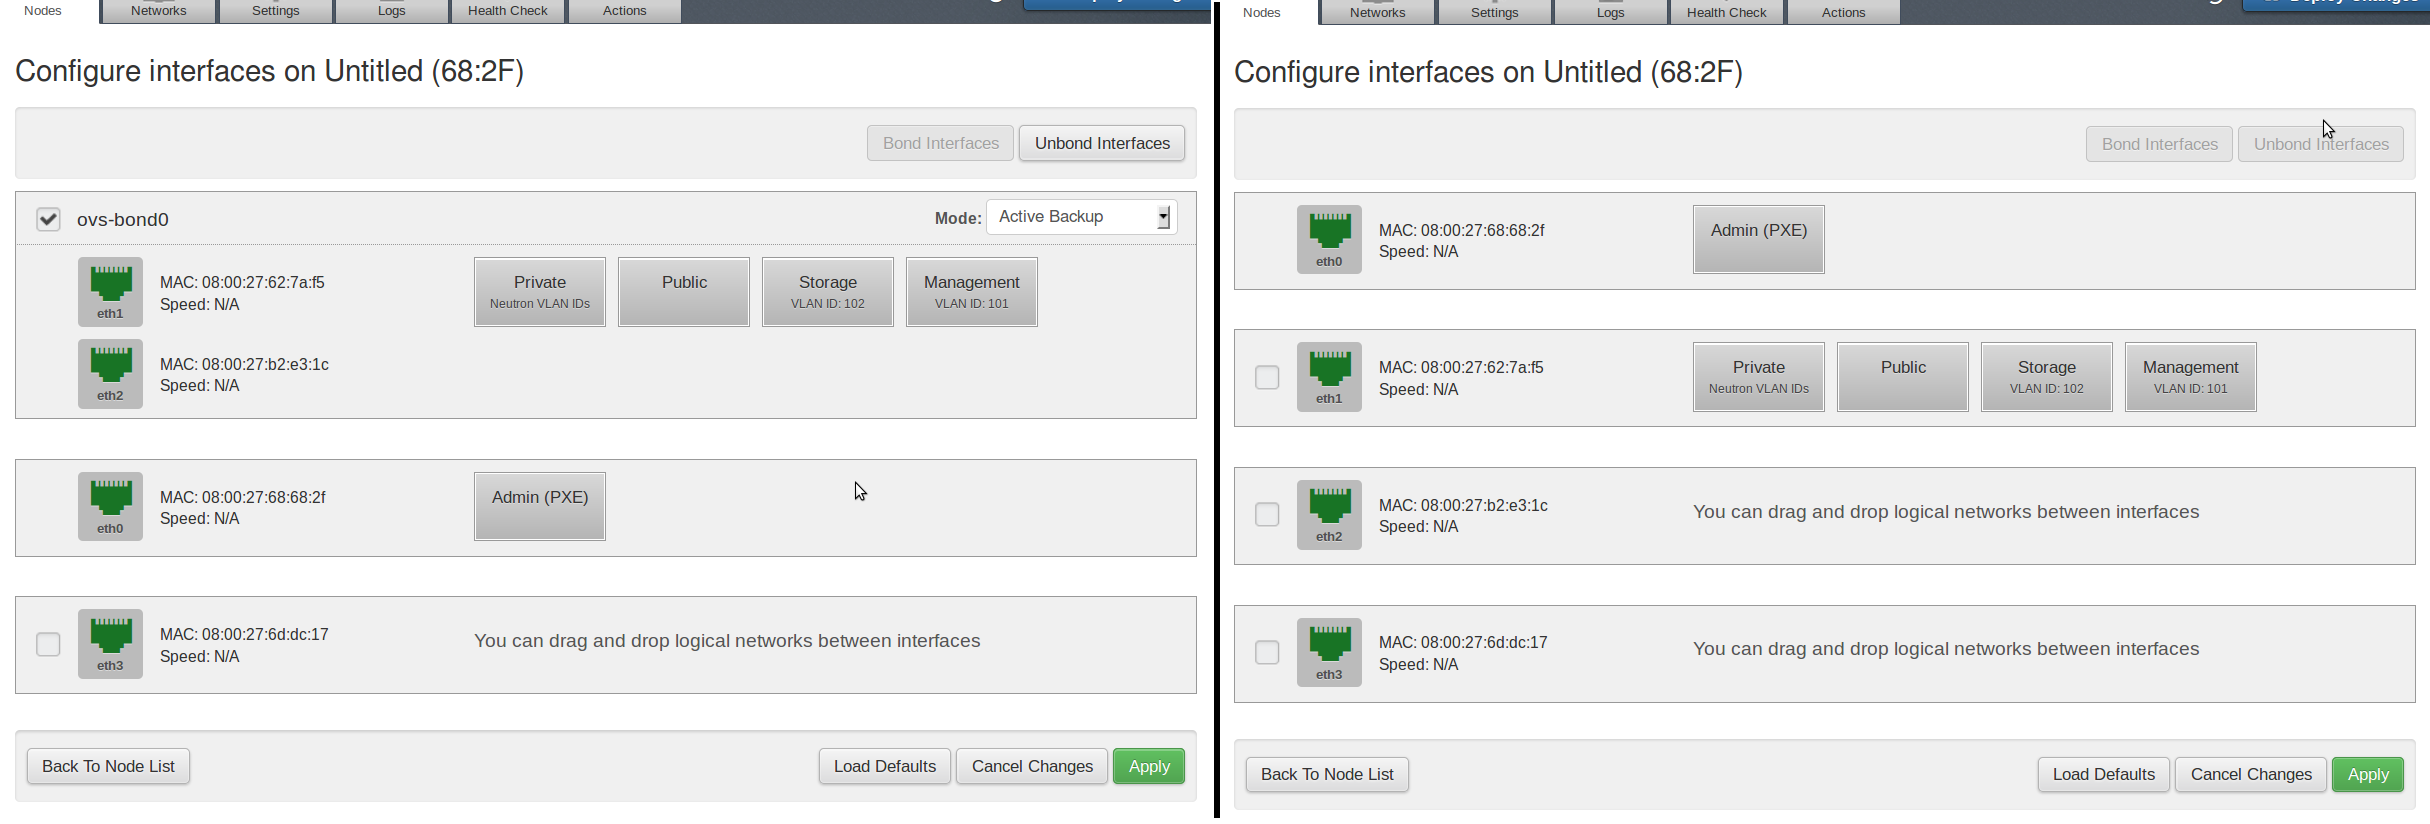 Nodes
Networks
Settings
Logs
Health Check
Actions
Configure interfaces on Untitled (68:2F)
Bond Interfaces
Unbond Interfaces
ovs-bond0
Mode:
Active Backup
eth1
MAC: 08:00:27:62:7a:f5
Speed: N/A
Private
Neutron VLAN IDs
Public
Storage
VLAN ID: 102
Management
VLAN ID: 101
eth2
MAC: 08:00:27:b2:e3:1c
Speed: N/A
eth0
MAC: 08:00:27:68:68:2f
Speed: N/A
Admin (PXE)
eth3
MAC: 08:00:27:6d:dc:17
Speed: N/A
You can drag and drop logical networks between interfaces
Back To Node List
Load Defaults
Cancel Changes
Apply
Nodes
Networks
Settings
Logs
Health Check
Actions
Deploy Changes
Configure interfaces on Untitled (68:2F)
Bond Interfaces
Unbond Interfaces
eth0
MAC: 08:00:27:68:68:2f
Speed: N/A
Admin (PXE)
eth1
MAC: 08:00:27:62:7a:f5
Speed: N/A
Private
Neutron VLAN IDs
Public
Storage
VLAN ID: 102
Management
VLAN ID: 101
eth2
MAC: 08:00:27:b2:e3:1c
Speed: N/A
You can drag and drop logical networks between interfaces
eth3
MAC: 08:00:27:6d:dc:17
Speed: N/A
You can drag and drop logical networks between interfaces
Back To Node List
Load Defaults
Cancel Changes
Apply